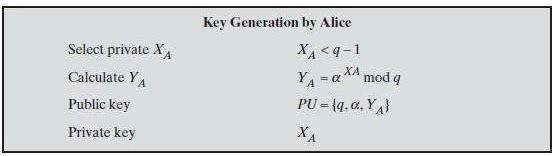 Key Generation by Alice
Select private X_A X_A < q – 1
Calculate Y_A Y_A = α^XA mod q
Public key PU = {q, α, Y_A}
Private key X_A